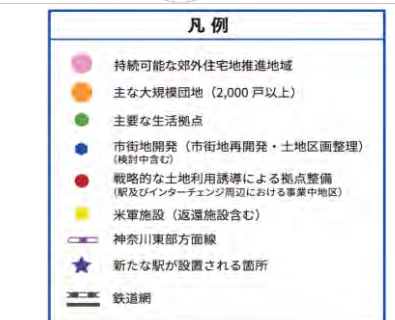 凡例
持続可能な郊外住宅地推進地域
主な大規模団地（2,000 戸以上）
主要な生活拠点
市街地開発（市街地再開発・土地区画整理）
（検討中含む）
戦略的な土地利用誘導による拠点整備
（駅及びインターチェンジ周辺における事業中地区）
米軍施設（返還施設含む）
神奈川東部方面線
新たな駅が設置される箇所
鉄道網